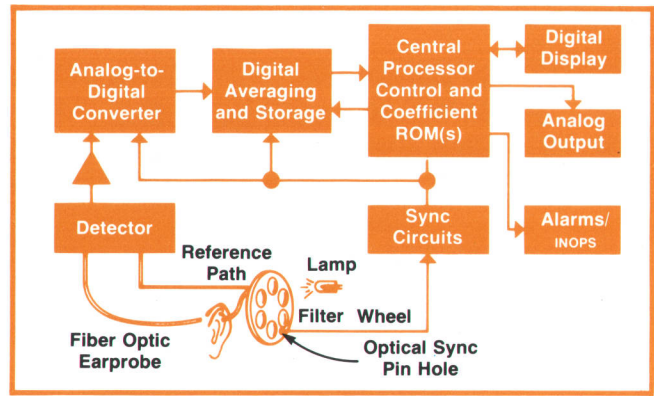 Analog-to-
Digital
Converter
Digital
Averaging
and Storage
Central
Processor
Control and
Coefficient
ROM(s)
Digital
Display
Analog
Output
Alarms/
INOPS
Detector
Sync
Circuits
Reference
Path
Lamp
Filter Wheel
Fiber Optic
Earprobe
Optical Sync
Pin Hole